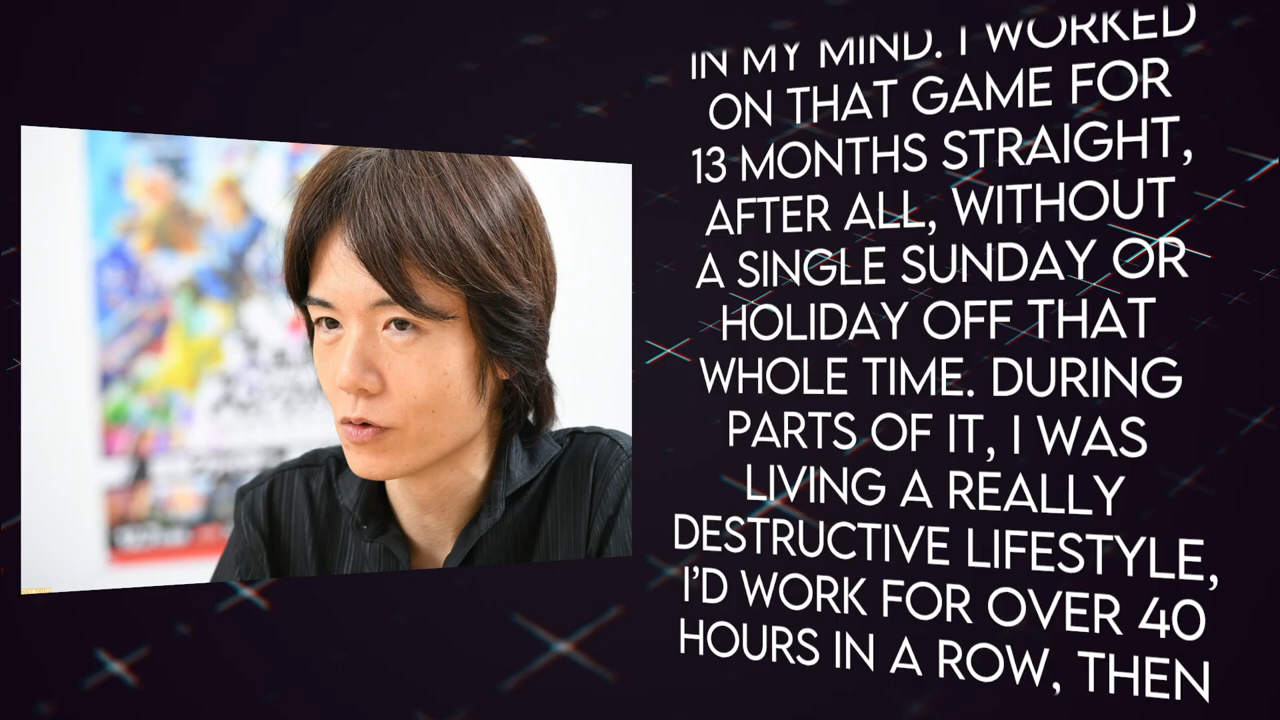 IN MY MIND. I WORKED
ON THAT GAME FOR
13 MONTHS STRAIGHT,
AFTER ALL, WITHOUT
A SINGLE SUNDAY OR
HOLIDAY OFF THAT
WHOLE TIME. DURING
PARTS OF IT, I WAS
LIVING A REALLY
DESTRUCTIVE LIFESTYLE,
I'D WORK FOR OVER 40
HOURS IN A ROW, THEN